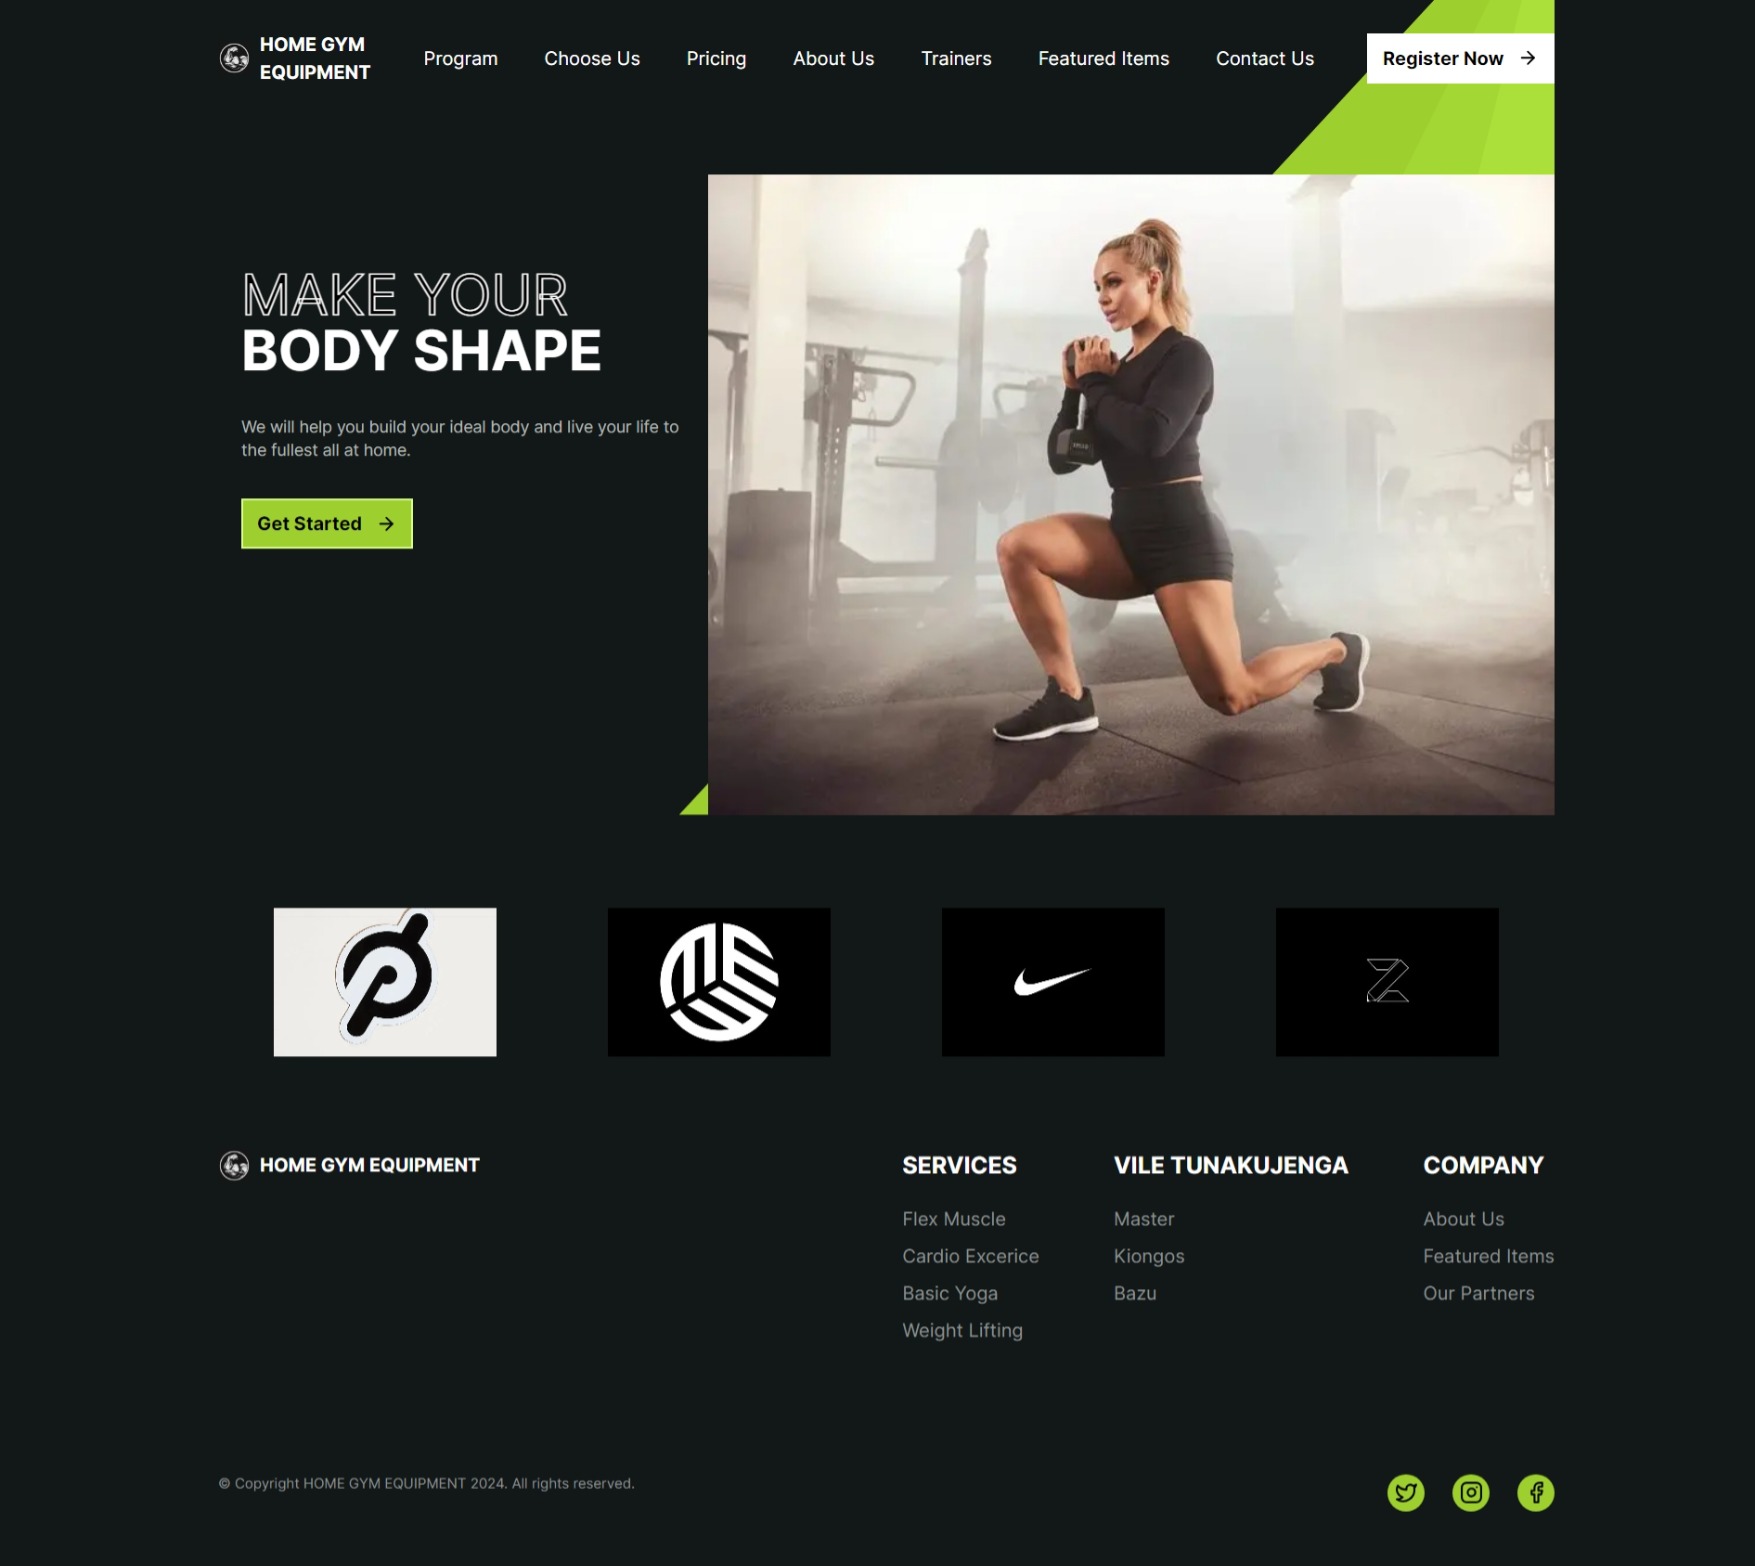 HOME GYM
EQUIPMENT
Program
Choose Us
Pricing
About Us
Trainers
Featured Items
Contact Us
Register Now
MAKE YOUR
BODY SHAPE
We will help you build your ideal body and live your life to
the fullest all at home.
Get Started
HOME GYM EQUIPMENT
SERVICES
Flex Muscle
Cardio Excerice
Basic Yoga
Weight Lifting
VILE TUNAKUJENGA
Master
Kiongos
Bazu
COMPANY
About Us
Featured Items
Our Partners
© Copyright HOME GYM EQUIPMENT 2024. All rights reserved.